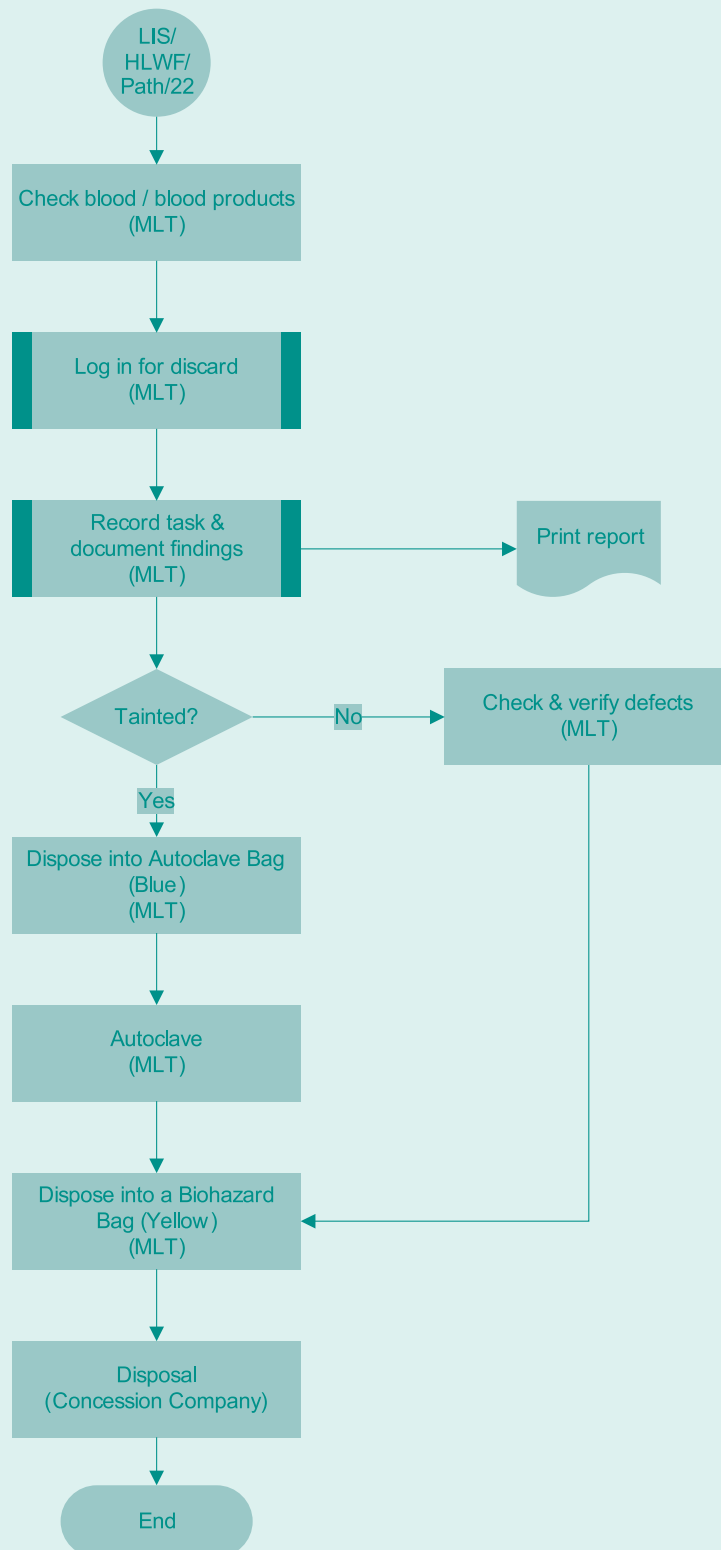 LIS/
HLWF/
Path/22
Check blood / blood products
(MLT)
Log in for discard
(MLT)
Record task &
document findings
(MLT)
Print report
Tainted?
No
Check & verify defects
(MLT)
Yes
Dispose into Autoclave Bag
(Blue)
(MLT)
Autoclave
(MLT)
Dispose into a Biohazard
Bag (Yellow)
(MLT)
Disposal
(Concession Company)
End